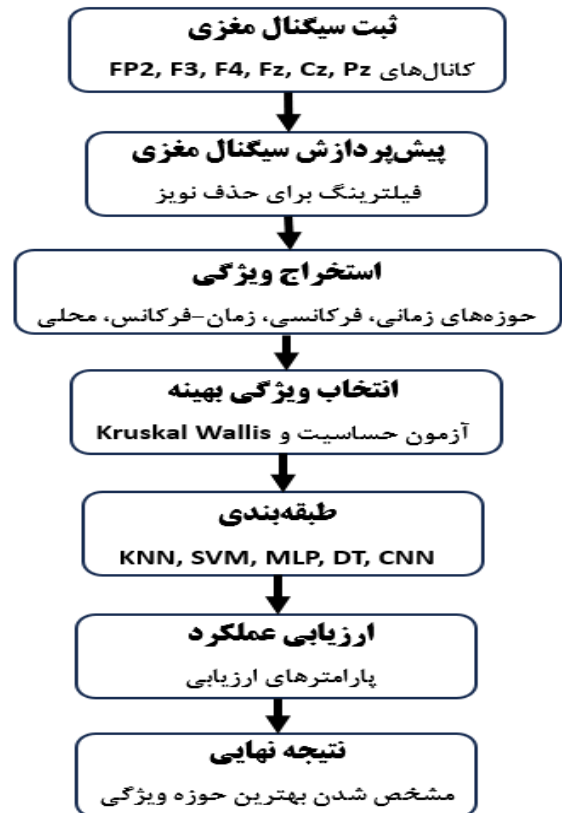 ثبت سیگنال مغزی
کانال‌های FP2, F3, F4, Fz, Cz, Pz
پیش‌پردازش سیگنال مغزی
فیلترینگ برای حذف نویز
استخراج ویژگی
حوزه‌های زمانی، فرکانسی، زمان-فرکانس، محلی
انتخاب ویژگی بهینه
آزمون حساسیت و Kruskal Wallis
طبقه‌بندی
KNN, SVM, MLP, DT, CNN
ارزیابی عملکرد
پارامترهای ارزیابی
نتیجه نهایی
مشخص شدن بهترین حوزه ویژگی